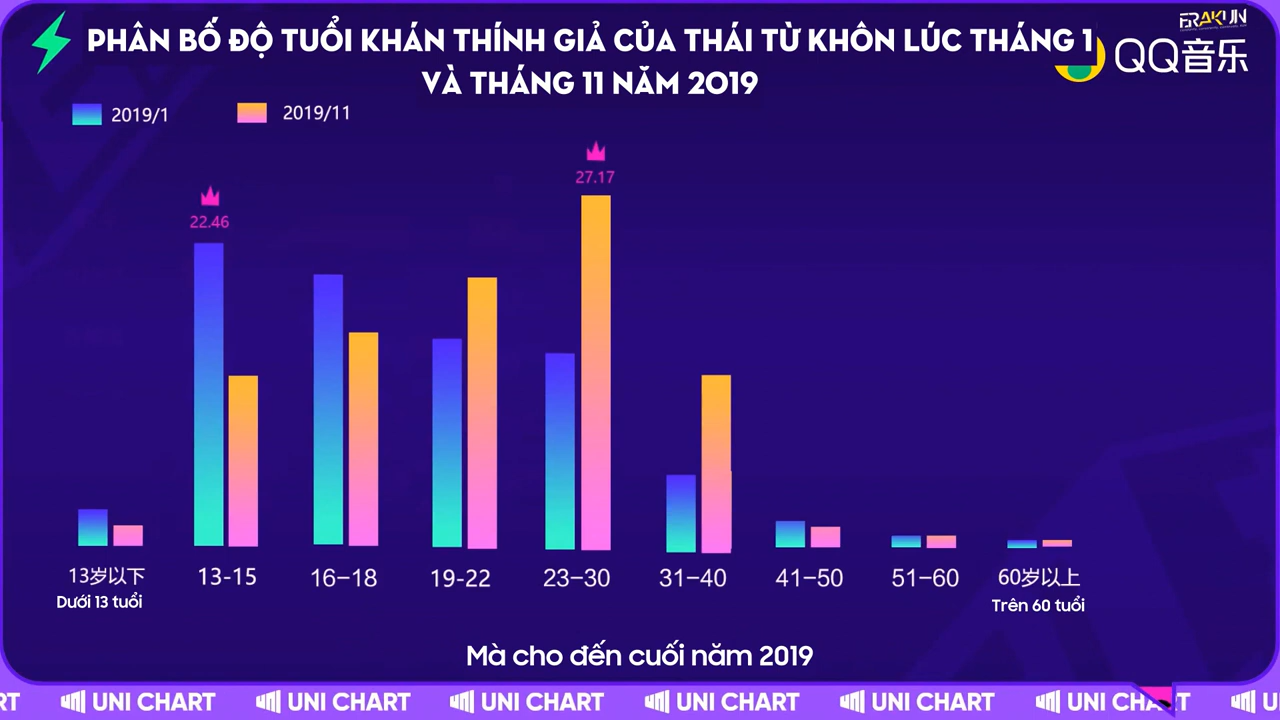 PHÂN BỐ ĐỘ TUỔI KHÁN THÍNH GIẢ CỦA THÁI TỪ KHÔN LÚC THÁNG 1
VÀ THÁNG 11 NĂM 2019
ERAKUN
QQ音乐
2019/1
2019/11
27.17
22.46
13岁以下
13-15
16–18
19-22
23–30
31–40
41–50
51–60
60岁以上
Dưới 13 tuổi
Trên 60 tuổi
Mà cho đến cuối năm 2019
RT UNI CHART UNI CHART UNI CHART UNI CHART UNI CHART UNI CHART U